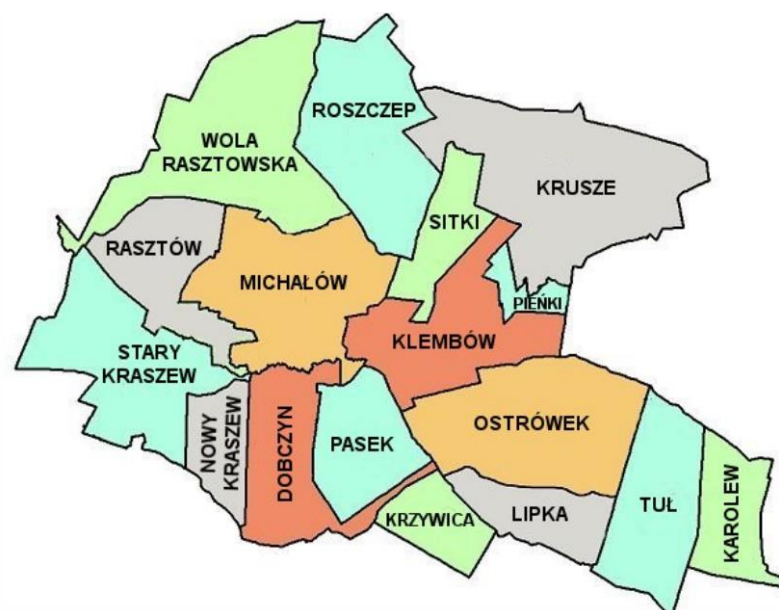 ROSZCZEP
WOLA
RASZTOWSKA
KRUSZE
SITKI
RASZTÓW
MICHAŁÓW
PIEŃKI
KLEMBÓW
STARY
KRASZEW
NOWY
KRASZEW
DOBCZYN
PASEK
OSTRÓWEK
KRZYWICA
LIPKA
TUŁ
KAROLEW